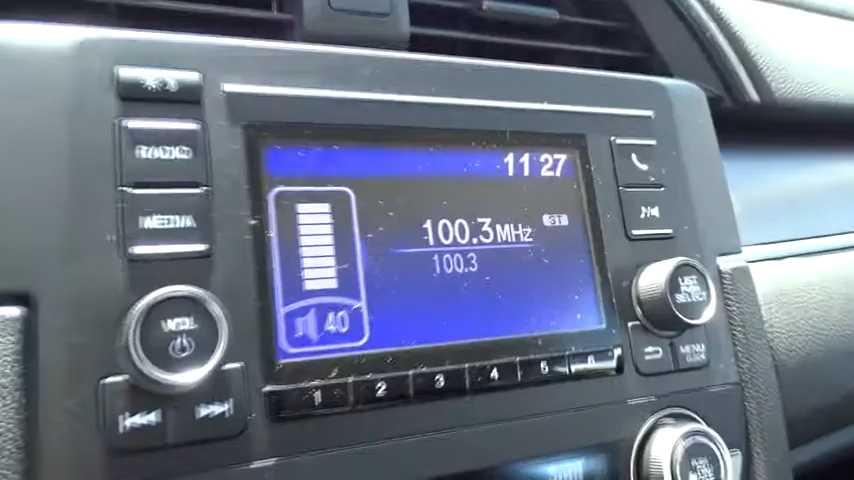 RADIO
11:27
MEDIA
100.3MHz ST
100.3
40
VOL
LIST
PUSH
SELECT
MENU
1 2 3 4 5 6